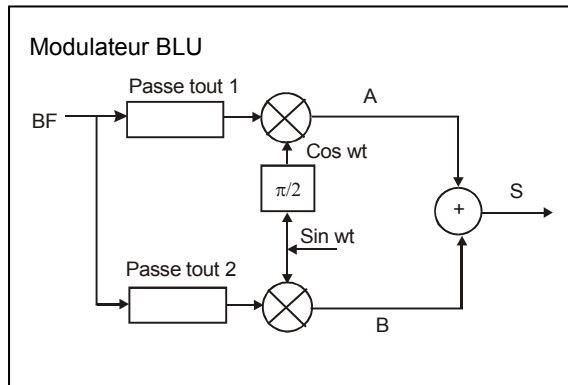 Modulateur BLU
Passe tout 1
A
BF
Cos wt
π/2
S
+
Sin wt
Passe tout 2
B